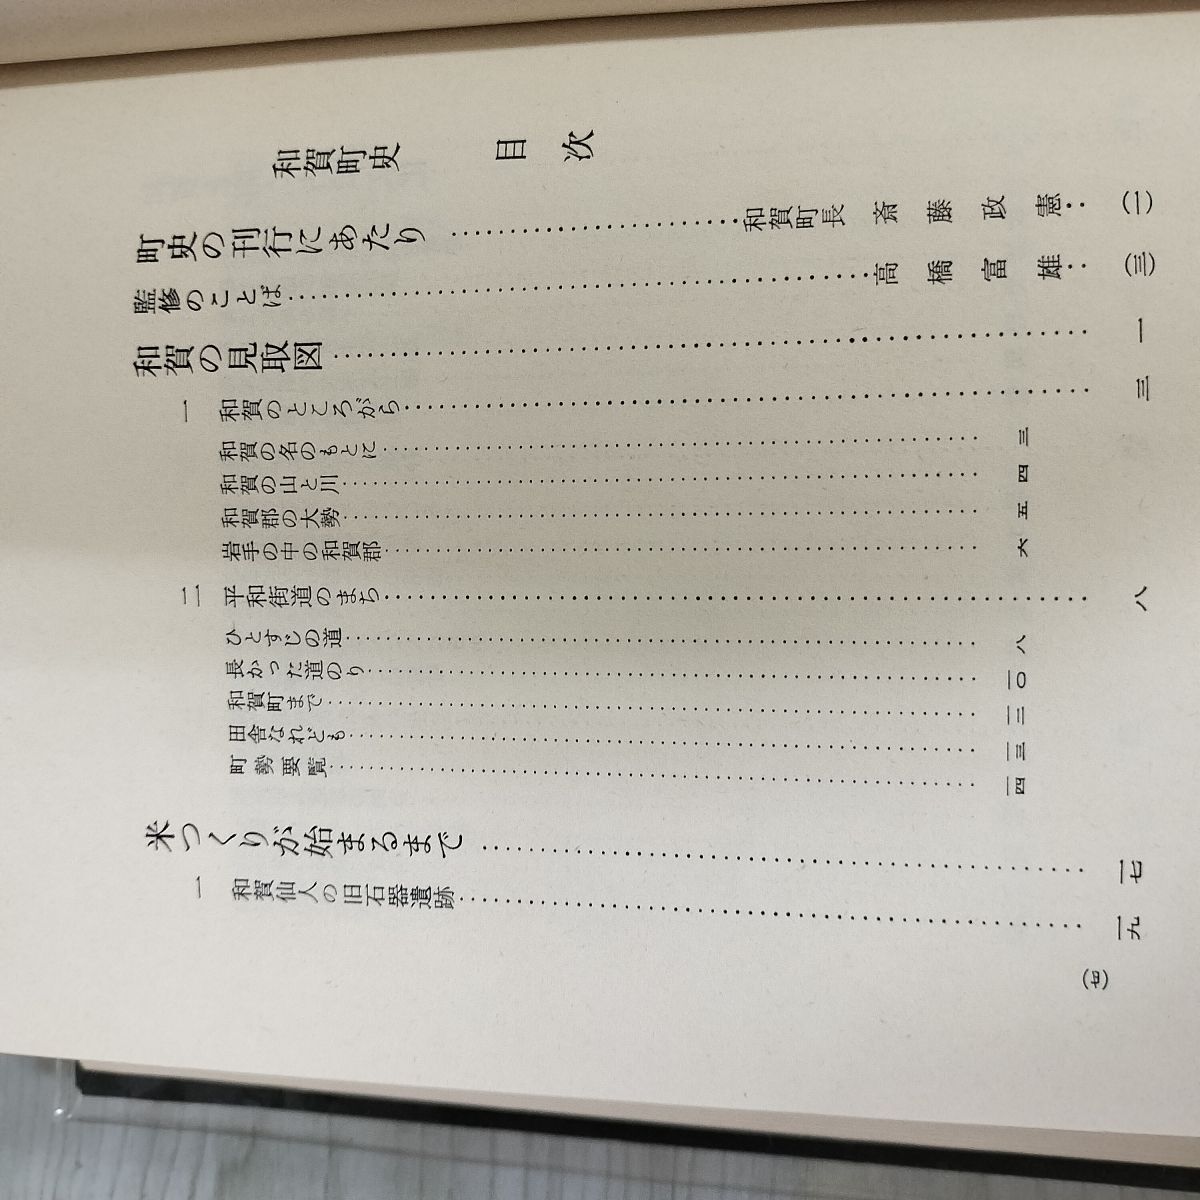 和賀町史　目次
町史の刊行にあたり……………………和賀町長　斎藤政憲‥(一)
監修のことば……………………高橋富雄‥(三)
和賀の見取図……………………一
一　和賀のところがら……………………三
和賀の名のもとに……………………三
和賀の山と川……………………四
和賀郡の大勢……………………五
岩手の中の和賀郡……………………六
二　平和街道のまち……………………八
ひとすじの道……………………八
長かった道のり……………………一〇
和賀町まで……………………一二
田舎なれども……………………一三
町勢要覧……………………一四
米つくりが始まるまで……………………一七
一　和賀仙人の旧石器遺跡……………………一九
(七)